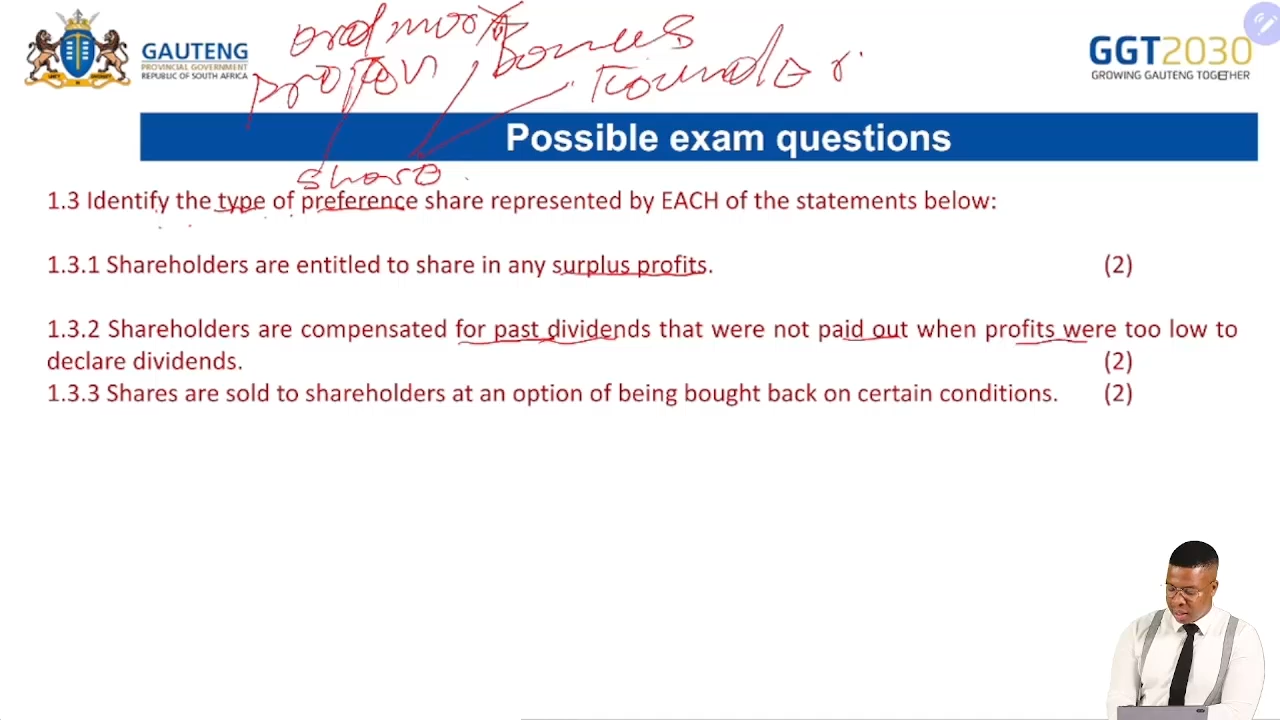 GAUTENG
PROVINCIAL GOVERNMENT
REPUBLIC OF SOUTH AFRICA
bonus
GGT2030
GROWING GAUTENG TOGETHER
Possible exam questions
share
1.3 Identify the type of preference share represented by EACH of the statements below:
1.3.1 Shareholders are entitled to share in any surplus profits. (2)
1.3.2 Shareholders are compensated for past dividends that were not paid out when profits were too low to
declare dividends. (2)
1.3.3 Shares are sold to shareholders at an option of being bought back on certain conditions. (2)